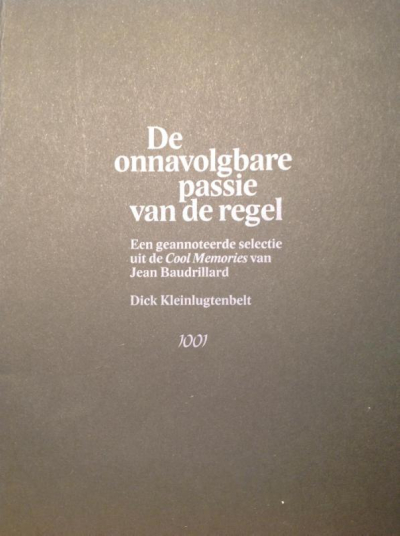 De
onnavolgbare
passie
van de regel
Een geannoteerde selectie
uit de Cool Memories van
Jean Baudrillard
Dick Kleinlugtenbelt
1001